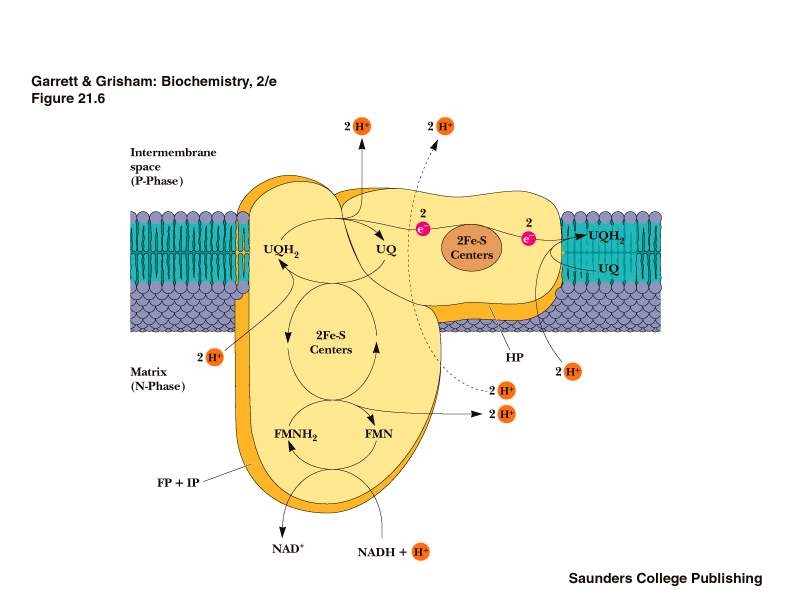 Garrett & Grisham: Biochemistry, 2/e
Figure 21.6
2 H⁺
2 H⁺
Intermembrane
space
(P-Phase)
2
e⁻
2
e⁻
UQH₂
UQ
2Fe-S
Centers
UQH₂
UQ
2Fe-S
Centers
2 H⁺
HP
2 H⁺
Matrix
(N-Phase)
2 H⁺
2 H⁺
FMNH₂
FMN
FP + IP
NAD⁺
NADH + H⁺
Saunders College Publishing